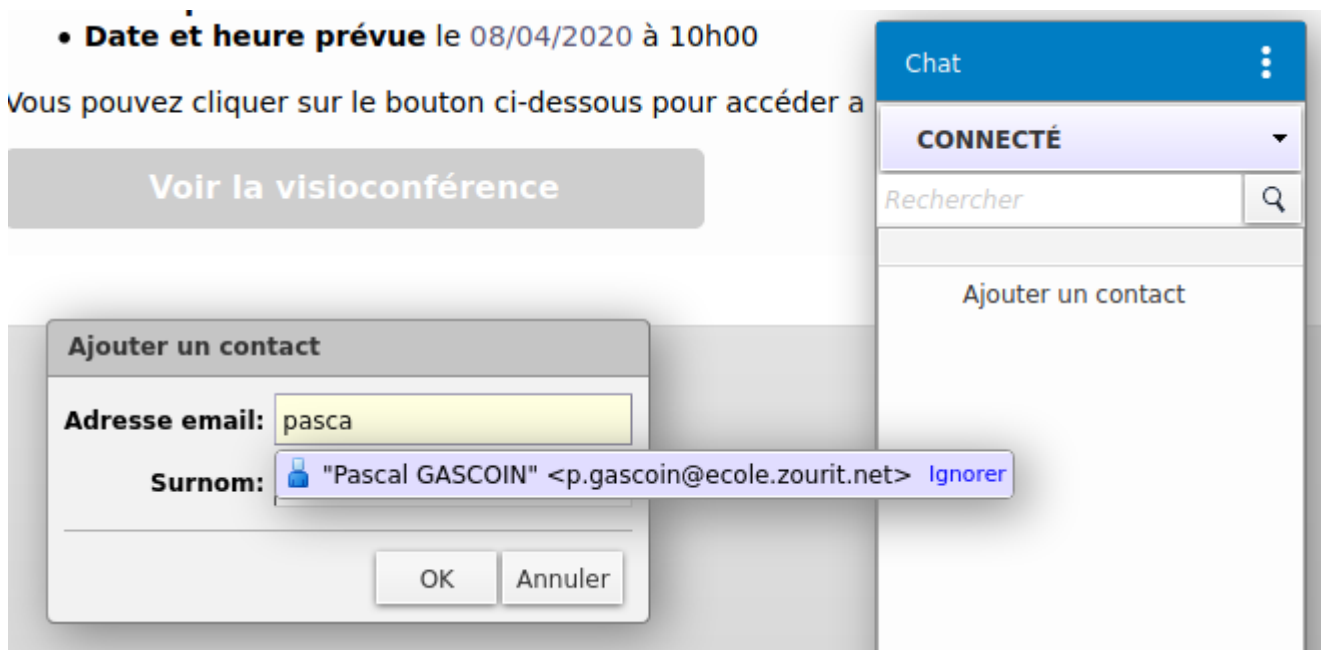 • Date et heure prévue le 08/04/2020 à 10h00
Vous pouvez cliquer sur le bouton ci-dessous pour accéder a
Voir la visioconférence
Chat
CONNECTÉ
Rechercher
Ajouter un contact
Ajouter un contact
Adresse email: pasca
"Pascal GASCOIN" <p.gascoin@ecole.zourit.net> Ignorer
Surnom:
OK Annuler